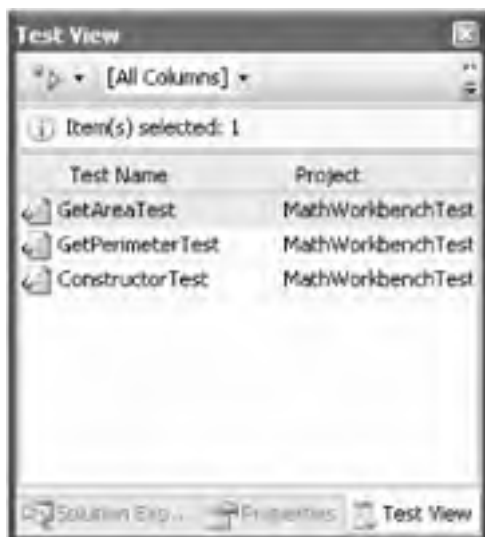 Test View
[All Columns]
Item(s) selected: 1
Test Name Project
GetAreaTest MathWorkbenchTest
GetPerimeterTest MathWorkbenchTest
ConstructorTest MathWorkbenchTest
Solution Exp... Properties Test View